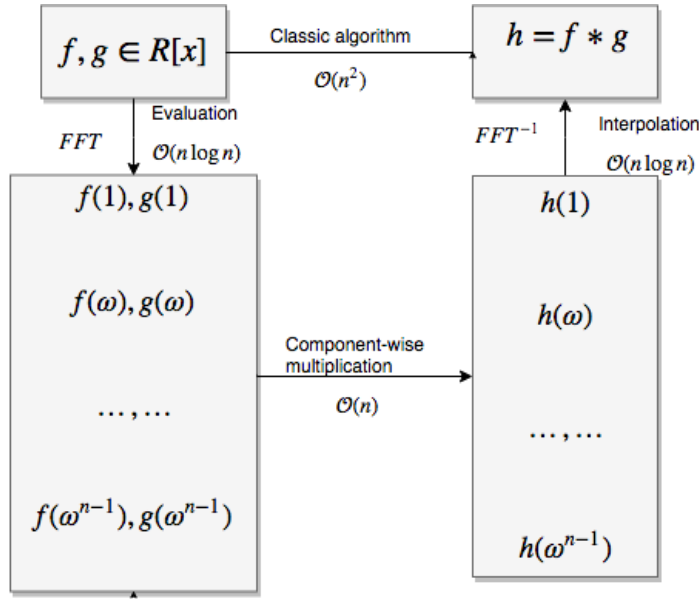 f, g ∈ R[x]
Classic algorithm
𝒪(n²)
h = f * g
FFT
Evaluation
𝒪(n log n)
FFT⁻¹
Interpolation
𝒪(n log n)
f(1), g(1)
f(ω), g(ω)
…, …
f(ωⁿ⁻¹), g(ωⁿ⁻¹)
Component-wise
multiplication
𝒪(n)
h(1)
h(ω)
…, …
h(ωⁿ⁻¹)